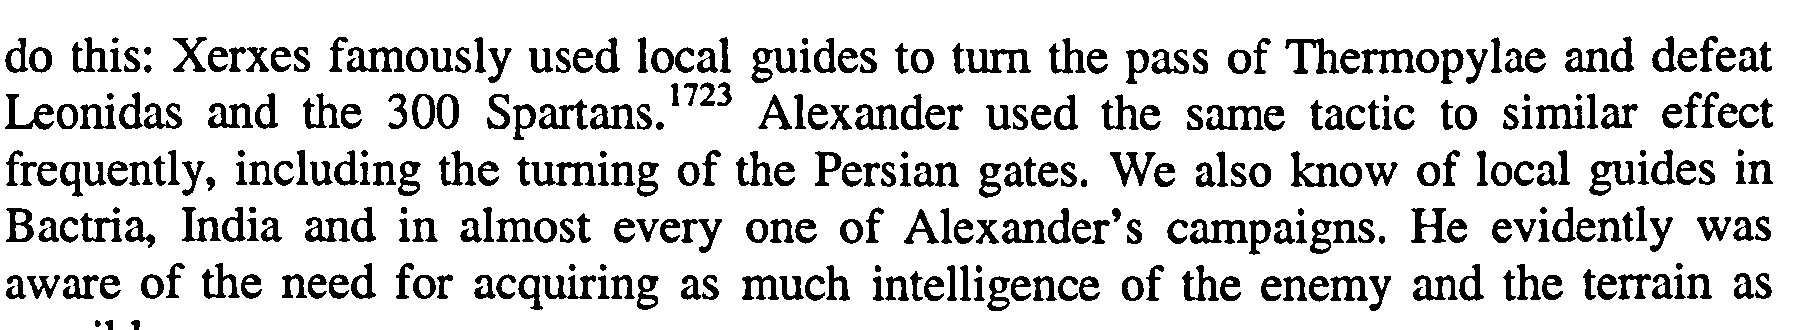 do this: Xerxes famously used local guides to turn the pass of Thermopylae and defeat
Leonidas and the 300 Spartans.1723 Alexander used the same tactic to similar effect
frequently, including the turning of the Persian gates. We also know of local guides in
Bactria, India and in almost every one of Alexander's campaigns. He evidently was
aware of the need for acquiring as much intelligence of the enemy and the terrain as